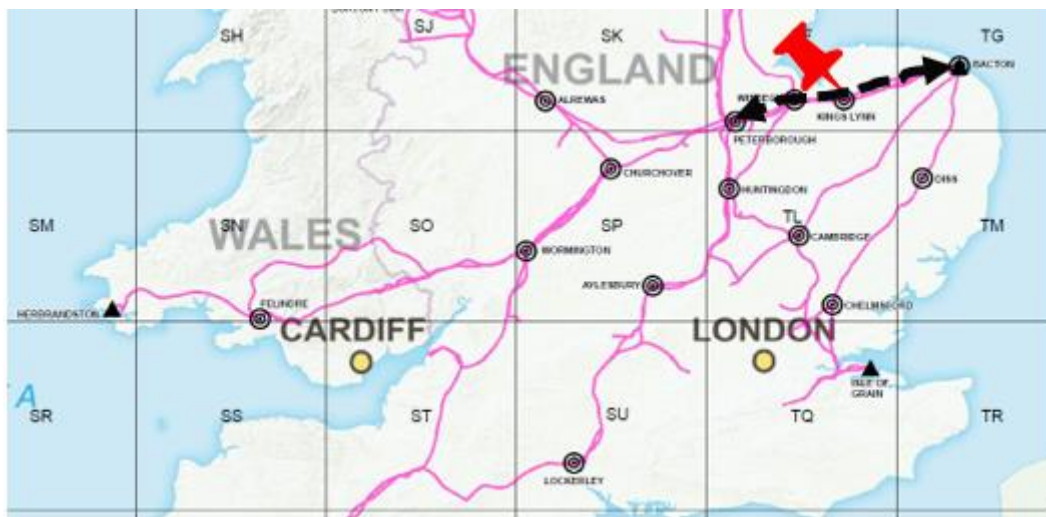 SH
SJ
SK
TG
ENGLAND
BACTON
ALREWAS
KINGS LYNN
PETERBOROUGH
CHURCHOVER
HUNTINGDON
DISS
SM
SN
SO
SP
TL
TM
WALES
WORMINGTON
CAMBRIDGE
AYLESBURY
HERBRANDSTON
FELINDRE
CHELMSFORD
CARDIFF
LONDON
ISLE OF
GRAIN
A
SR
SS
ST
SU
TQ
TR
LOCKERLEY